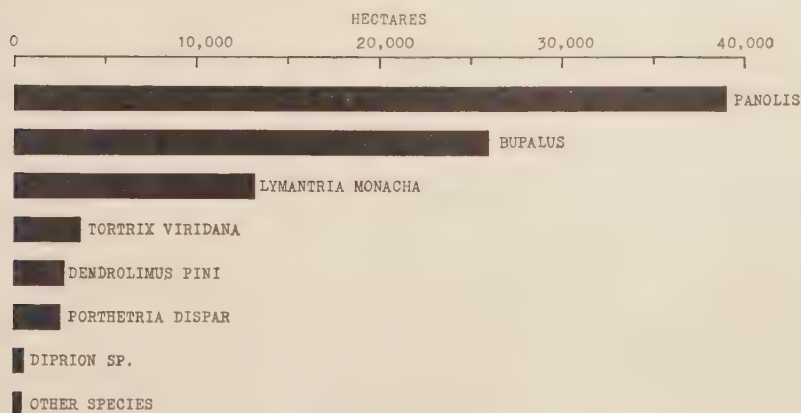 HECTARES
0 10,000 20,000 30,000 40,000
PANOLIS
BUPALUS
LYMANTRIA MONACHA
TORTRIX VIRIDANA
DENDROLIMUS PINI
PORTHETRIA DISPAR
DIPRION SP.
OTHER SPECIES